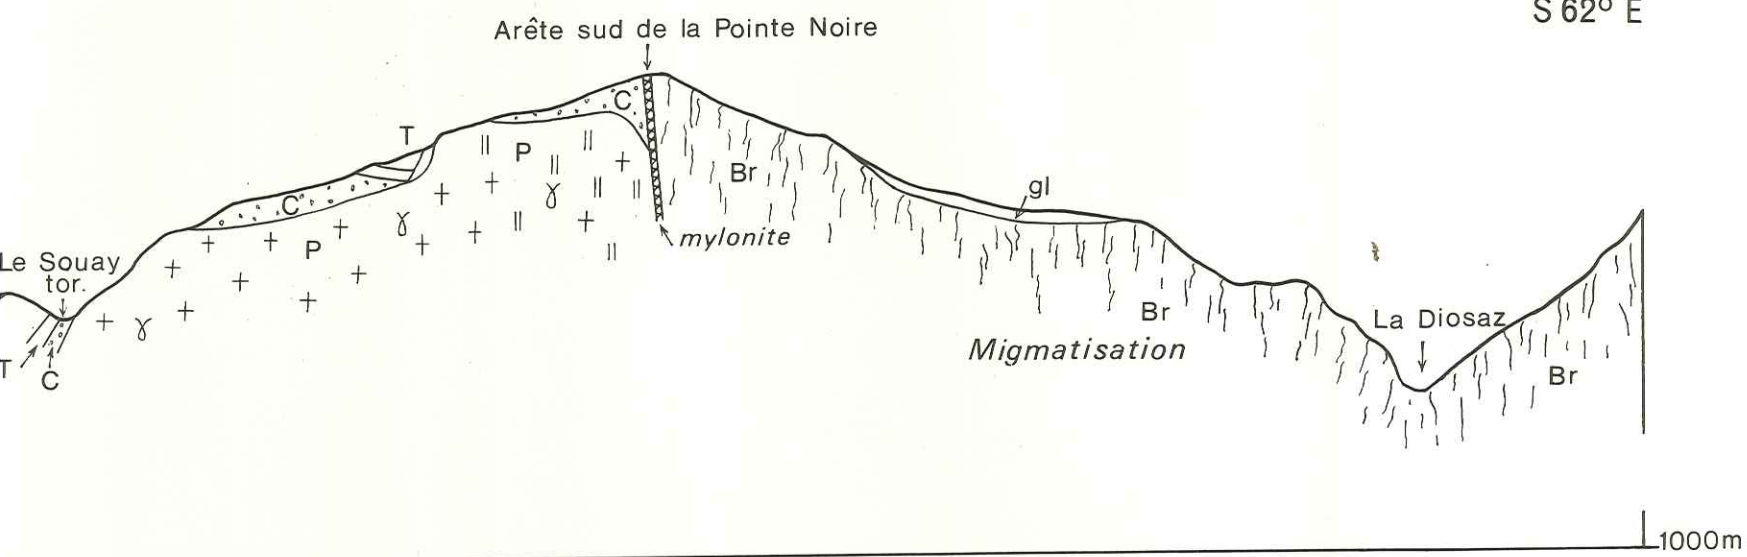 S 62° E
Arête sud de la Pointe Noire
C
T
P
Br
γ
gl
C
γ
mylonite
P
Le Souay
tor.
γ
Br
La Diosaz
Migmatisation
T
C
Br
1000m